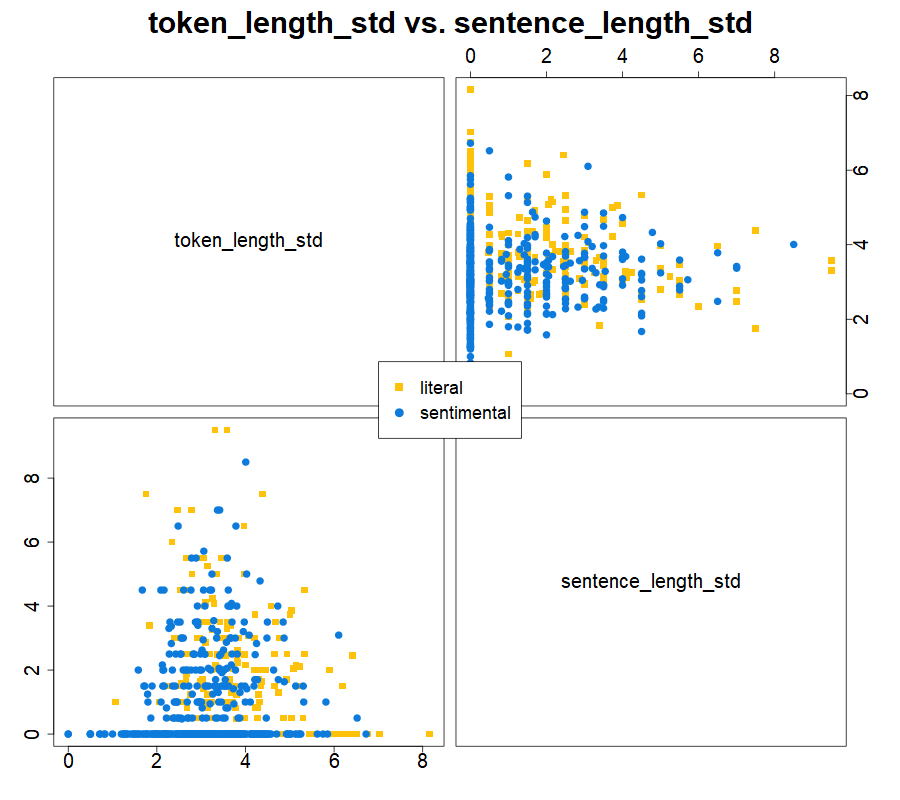 token_length_std vs. sentence_length_std
0 2 4 6 8
token_length_std
8
6
4
2
0
literal
sentimental
8
6
4
2
0
sentence_length_std
0 2 4 6 8